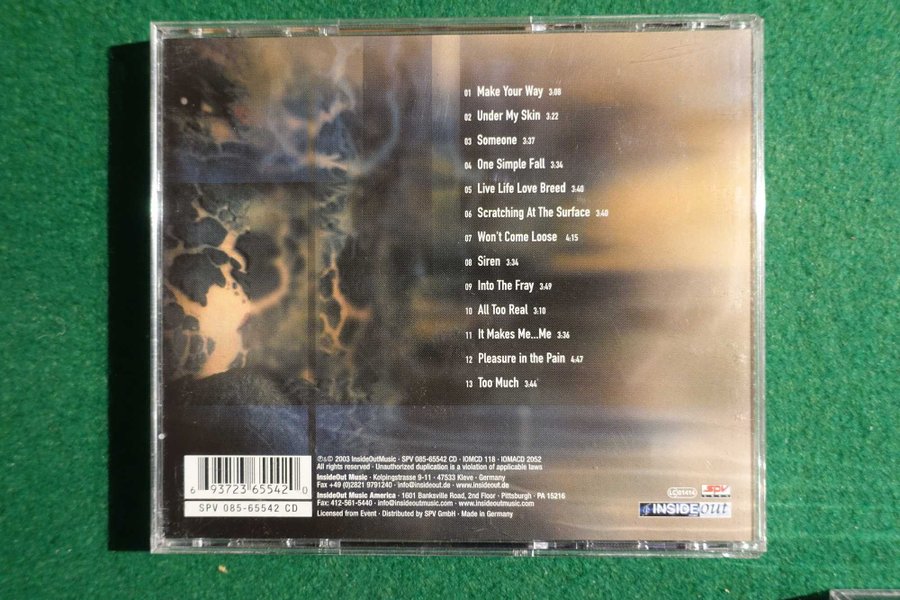 01 Make Your Way 3:08
02 Under My Skin 3:22
03 Someone 3:37
04 One Simple Fall 3:34
05 Live Life Love Breed 3:40
06 Scratching At The Surface 3:40
07 Won't Come Loose 4:15
08 Siren 3:34
09 Into The Fray 3:49
10 All Too Real 3:10
11 It Makes Me...Me 3:36
12 Pleasure in the Pain 4:47
13 Too Much 3:44
℗&© 2003 InsideOutMusic · SPV 085-65542 CD · IOMCD 118 · IOMACD 2052
All rights reserved · Unauthorized duplication is a violation of applicable laws
InsideOut Music · Kolpingstrasse 9-11 · 47533 Kleve · Germany
Fax +49 (0)2821 9791240 · info@insideout.de · www.insideout.de
InsideOut Music America · 1601 Banksville Road, 2nd Floor · Pittsburgh · PA 15216
Fax: 412-561-5440 · info@insideoutmusic.com · www.insideoutmusic.com
Licensed from Event · Distributed by SPV GmbH · Made in Germany
6 93723 65542 0
SPV 085-65542 CD
LC 01414
SPV
INSIDEout